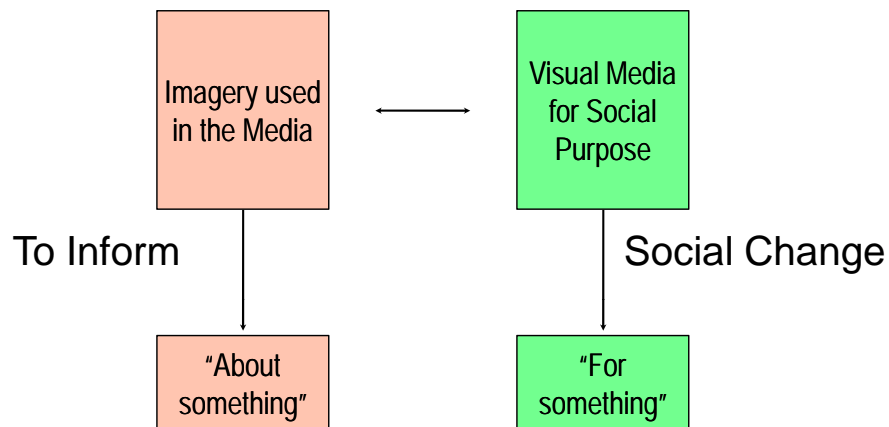 Imagery used
in the Media
Visual Media
for Social
Purpose
To Inform
Social Change
"About
something"
"For
something"